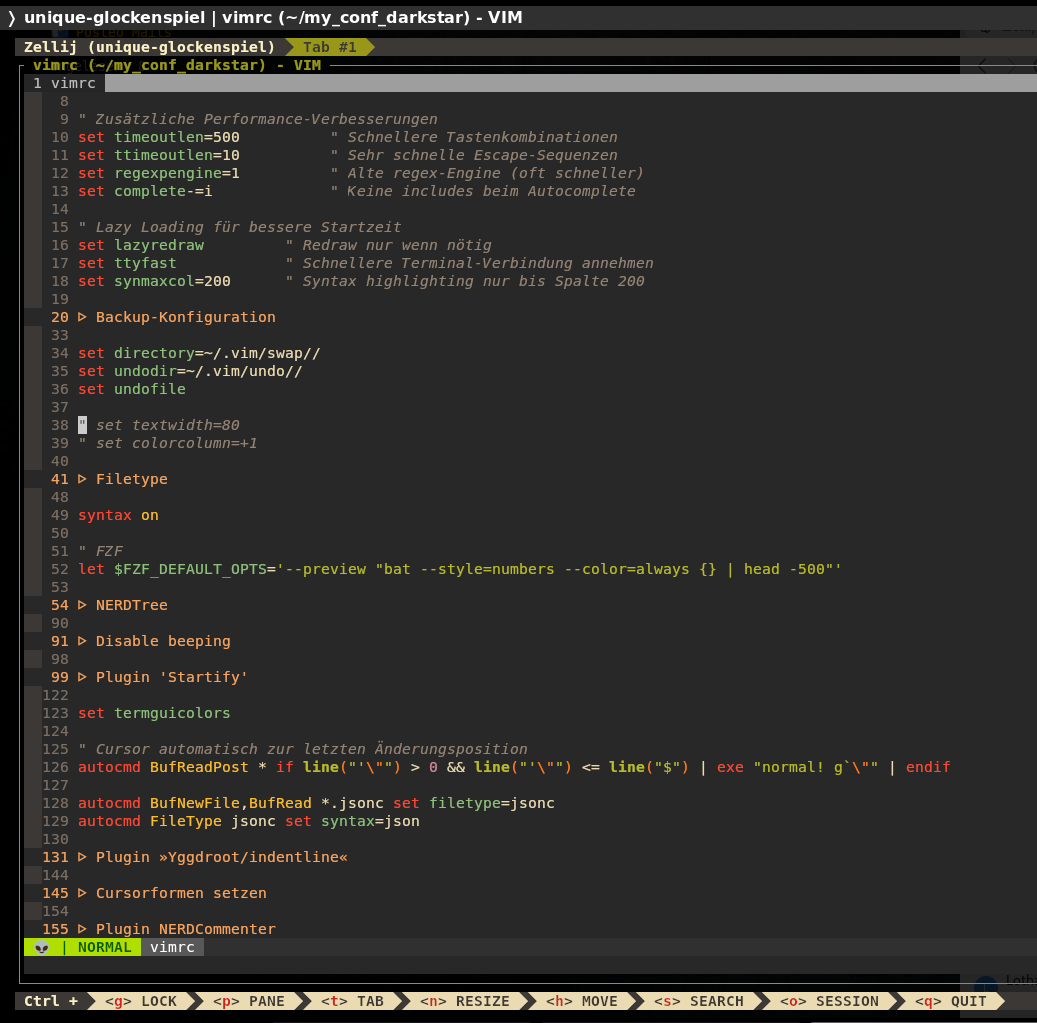 ❭ unique-glockenspiel | vimrc (~/my_conf_darkstar) - VIM
Zellij (unique-glockenspiel) Tab #1
vimrc (~/my_conf_darkstar) - VIM
1 vimrc
8
9 " Zusätzliche Performance-Verbesserungen
10 set timeoutlen=500          " Schnellere Tastenkombinationen
11 set ttimeoutlen=10          " Sehr schnelle Escape-Sequenzen
12 set regexpengine=1          " Alte regex-Engine (oft schneller)
13 set complete-=i             " Keine includes beim Autocomplete
14
15 " Lazy Loading für bessere Startzeit
16 set lazyredraw         " Redraw nur wenn nötig
17 set ttyfast            " Schnellere Terminal-Verbindung annehmen
18 set synmaxcol=200      " Syntax highlighting nur bis Spalte 200
19
20 ▷ Backup-Konfiguration
33
34 set directory=~/.vim/swap//
35 set undodir=~/.vim/undo//
36 set undofile
37
38 " set textwidth=80
39 " set colorcolumn=+1
40
41 ▷ Filetype
48
49 syntax on
50
51 " FZF
52 let $FZF_DEFAULT_OPTS='--preview "bat --style=numbers --color=always {} | head -500"'
53
54 ▷ NERDTree
90
91 ▷ Disable beeping
98
99 ▷ Plugin 'Startify'
122
123 set termguicolors
124
125 " Cursor automatisch zur letzten Änderungsposition
126 autocmd BufReadPost * if line("'\"") > 0 && line("'\"") <= line("$") | exe "normal! g`\"" | endif
127
128 autocmd BufNewFile,BufRead *.jsonc set filetype=jsonc
129 autocmd FileType jsonc set syntax=json
130
131 ▷ Plugin »Yggdroot/indentline«
144
145 ▷ Cursorformen setzen
154
155 ▷ Plugin NERDCommenter
👽 | NORMAL vimrc
Ctrl + <g> LOCK <p> PANE <t> TAB <n> RESIZE <h> MOVE <s> SEARCH <o> SESSION <q> QUIT